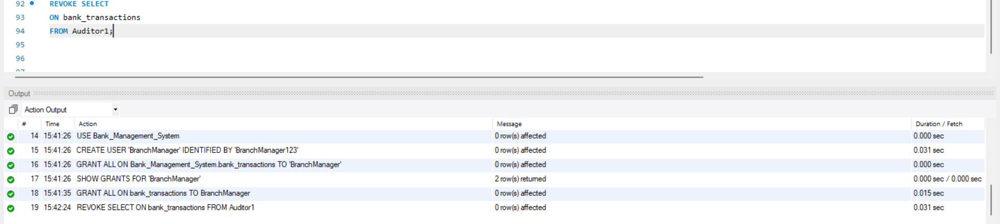 92 REVOKE SELECT
93 ON bank_transactions
94 FROM Auditor1;
95
96
97
Output
Action Output
# Time Action Message Duration / Fetch
14 15:41:26 USE Bank_Management_System 0 row(s) affected 0.000 sec
15 15:41:26 CREATE USER 'BranchManager' IDENTIFIED BY 'BranchManager123' 0 row(s) affected 0.031 sec
16 15:41:26 GRANT ALL ON Bank_Management_System.bank_transactions TO 'BranchManager' 0 row(s) affected 0.000 sec
17 15:41:26 SHOW GRANTS FOR 'BranchManager' 2 row(s) returned 0.000 sec / 0.000 sec
18 15:41:35 GRANT ALL ON bank_transactions TO BranchManager 0 row(s) affected 0.015 sec
19 15:42:24 REVOKE SELECT ON bank_transactions FROM Auditor1 0 row(s) affected 0.031 sec